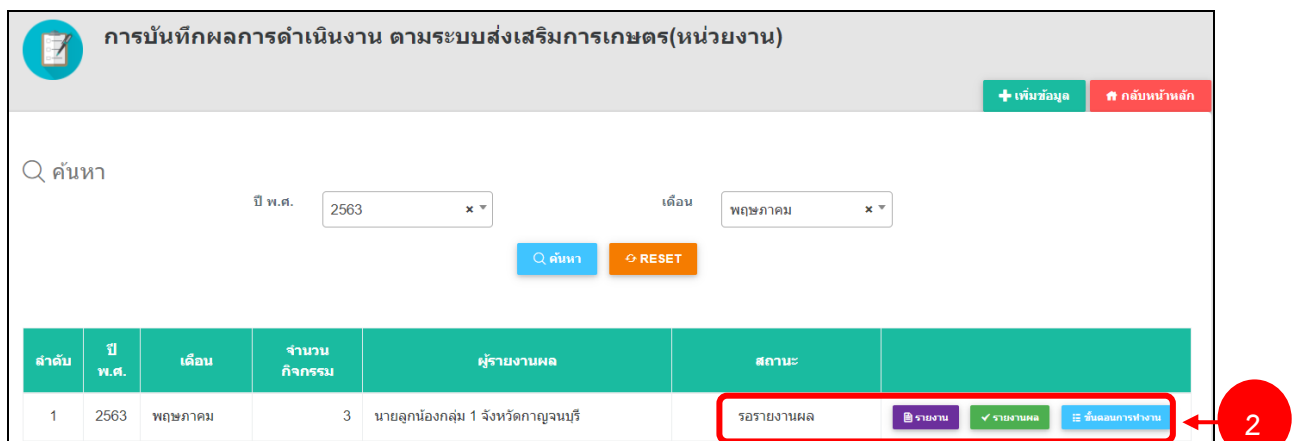 การบันทึกผลการดำเนินงาน ตามระบบส่งเสริมการเกษตร(หน่วยงาน)
เพิ่มข้อมูล กลับหน้าหลัก
ค้นหา
ปี พ.ศ. 2563 × เดือน พฤษภาคม ×
ค้นหา RESET
ลำดับ ปี พ.ศ. เดือน จำนวน กิจกรรม ผู้รายงานผล สถานะ
1 2563 พฤษภาคม 3 นายลูกน้องกลุ่ม 1 จังหวัดกาญจนบุรี รอรายงานผล รายงาน รายงานผล ขั้นตอนการทำงาน
2